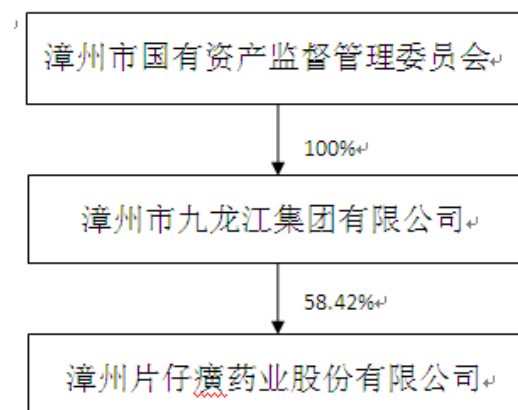 漳州市国有资产监督管理委员会
100%
漳州市九龙江集团有限公司
58.42%
漳州片仔癀药业股份有限公司